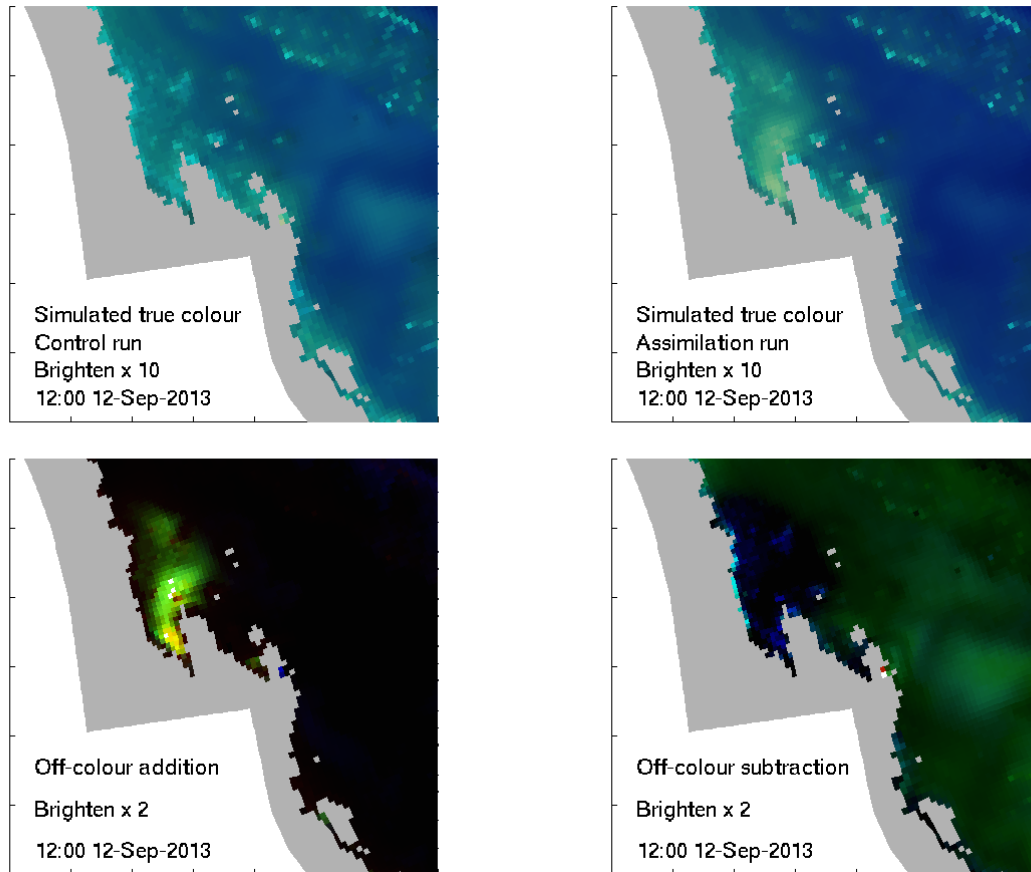 Simulated true colour
Control run
Brighten x 10
12:00 12-Sep-2013
Simulated true colour
Assimilation run
Brighten x 10
12:00 12-Sep-2013
Off-colour addition
Brighten x 2
12:00 12-Sep-2013
Off-colour subtraction
Brighten x 2
12:00 12-Sep-2013